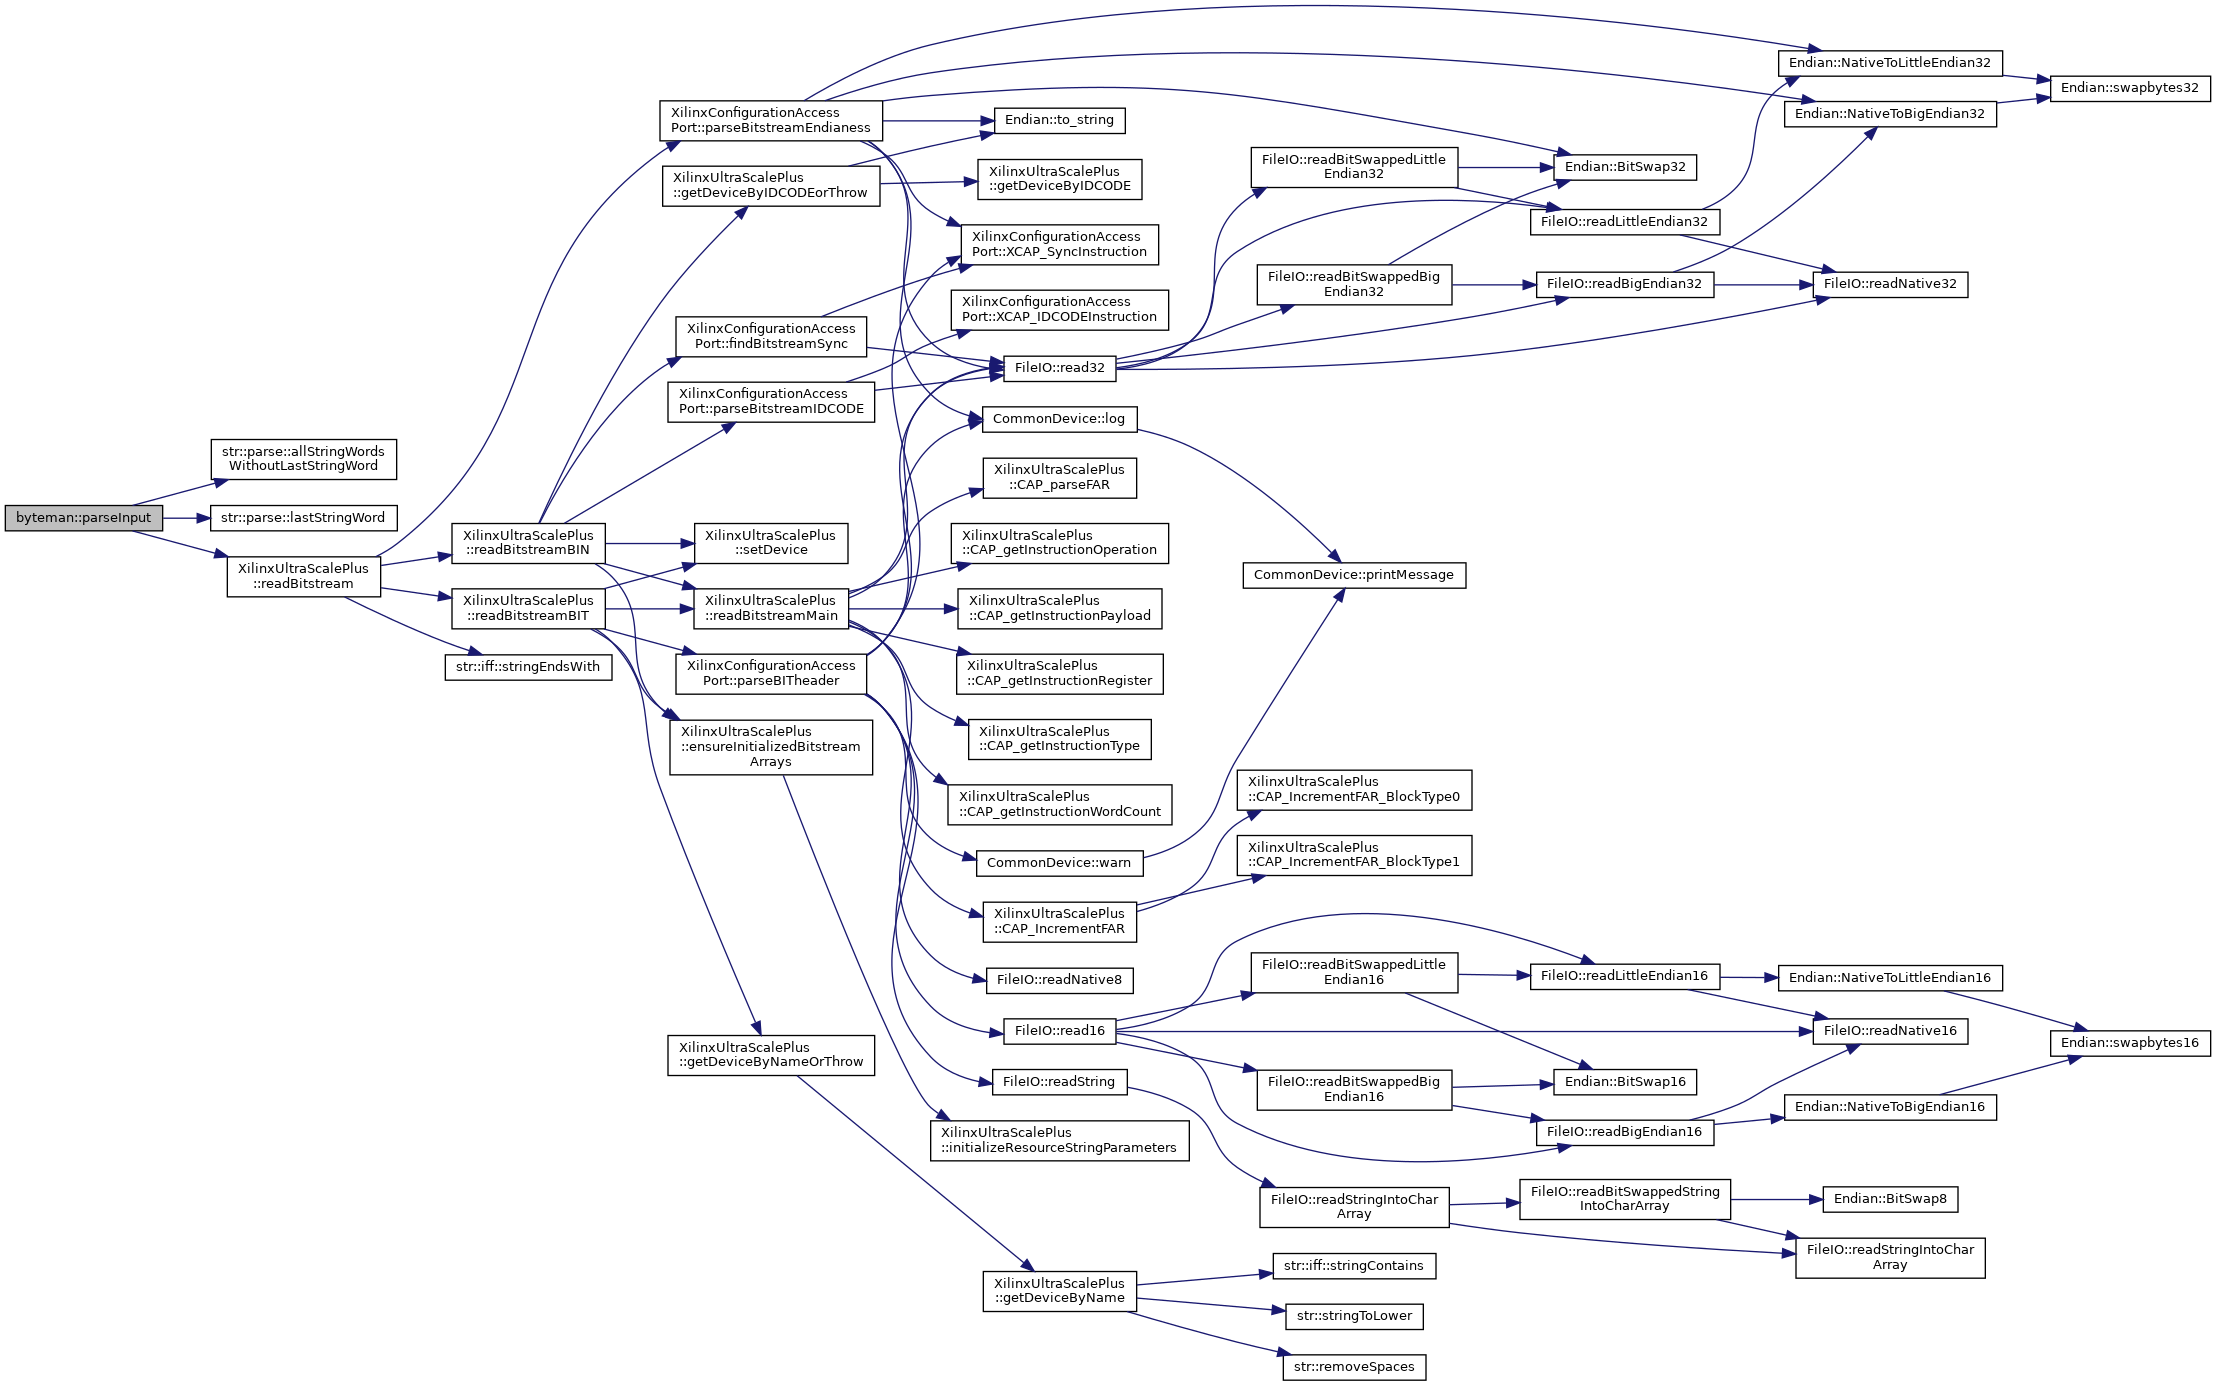 byteman::parseInput
str::parse::allStringWords
WithoutLastStringWord
str::parse::lastStringWord
XilinxUltraScalePlus
::readBitstream
XilinxUltraScalePlus
::readBitstreamBIN
XilinxUltraScalePlus
::readBitstreamBIT
str::iff::stringEndsWith
XilinxConfigurationAccess
Port::parseBitstreamEndianess
XilinxUltraScalePlus
::getDeviceByIDCODEorThrow
XilinxConfigurationAccess
Port::findBitstreamSync
XilinxConfigurationAccess
Port::parseBitstreamIDCODE
XilinxUltraScalePlus
::setDevice
XilinxUltraScalePlus
::readBitstreamMain
XilinxConfigurationAccess
Port::parseBITheader
XilinxUltraScalePlus
::ensureInitializedBitstream
Arrays
XilinxUltraScalePlus
::getDeviceByNameOrThrow
Endian::to_string
XilinxUltraScalePlus
::getDeviceByIDCODE
XilinxConfigurationAccess
Port::XCAP_SyncInstruction
XilinxConfigurationAccess
Port::XCAP_IDCODEInstruction
FileIO::read32
CommonDevice::log
XilinxUltraScalePlus
::CAP_parseFAR
XilinxUltraScalePlus
::CAP_getInstructionOperation
XilinxUltraScalePlus
::CAP_getInstructionPayload
XilinxUltraScalePlus
::CAP_getInstructionRegister
XilinxUltraScalePlus
::CAP_getInstructionType
XilinxUltraScalePlus
::CAP_getInstructionWordCount
CommonDevice::warn
XilinxUltraScalePlus
::CAP_IncrementFAR
FileIO::readNative8
FileIO::read16
FileIO::readString
XilinxUltraScalePlus
::initializeResourceStringParameters
XilinxUltraScalePlus
::getDeviceByName
FileIO::readBitSwappedLittle
Endian32
FileIO::readBitSwappedBig
Endian32
CommonDevice::printMessage
XilinxUltraScalePlus
::CAP_IncrementFAR_BlockType0
XilinxUltraScalePlus
::CAP_IncrementFAR_BlockType1
FileIO::readBitSwappedLittle
Endian16
FileIO::readBitSwappedBig
Endian16
FileIO::readStringIntoChar
Array
str::iff::stringContains
str::stringToLower
str::removeSpaces
Endian::BitSwap32
FileIO::readLittleEndian32
FileIO::readBigEndian32
FileIO::readLittleEndian16
Endian::BitSwap16
FileIO::readBigEndian16
FileIO::readBitSwappedString
IntoCharArray
Endian::NativeToLittleEndian32
Endian::NativeToBigEndian32
FileIO::readNative32
Endian::NativeToLittleEndian16
FileIO::readNative16
Endian::NativeToBigEndian16
Endian::BitSwap8
FileIO::readStringIntoChar
Array
Endian::swapbytes32
Endian::swapbytes16